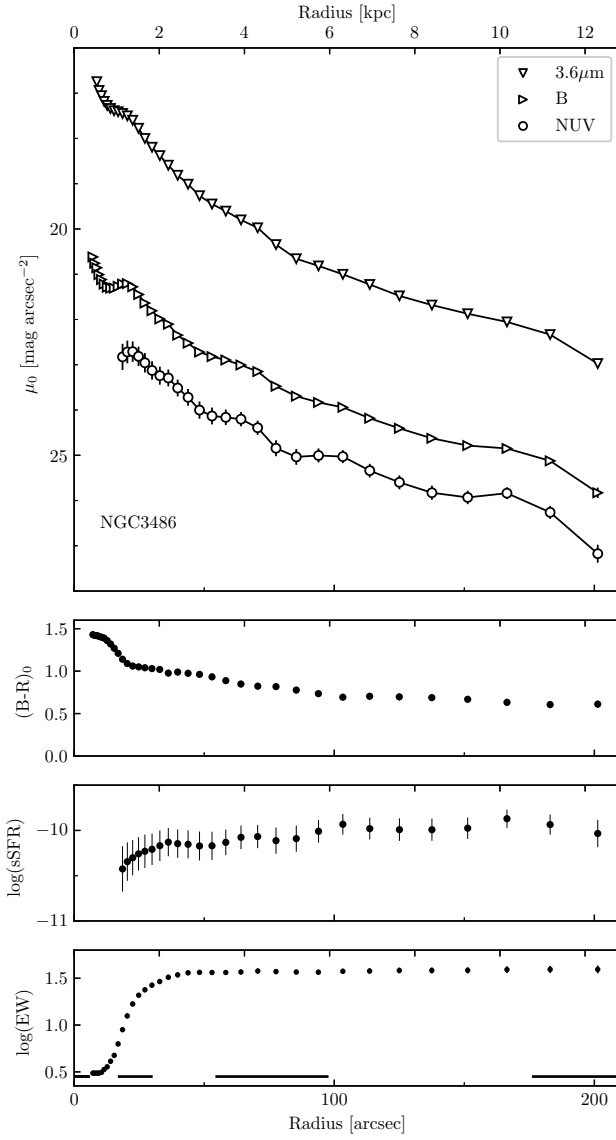 Radius [kpc]
0 2 4 6 8 10 12
3.6μm
B
NUV
20
25
μ₀ [mag arcsec⁻²]
NGC3486
1.5
1.0
0.5
0.0
(B-R)₀
−10
−11
log(sSFR)
1.5
1.0
0.5
log(EW)
0 100 200
Radius [arcsec]